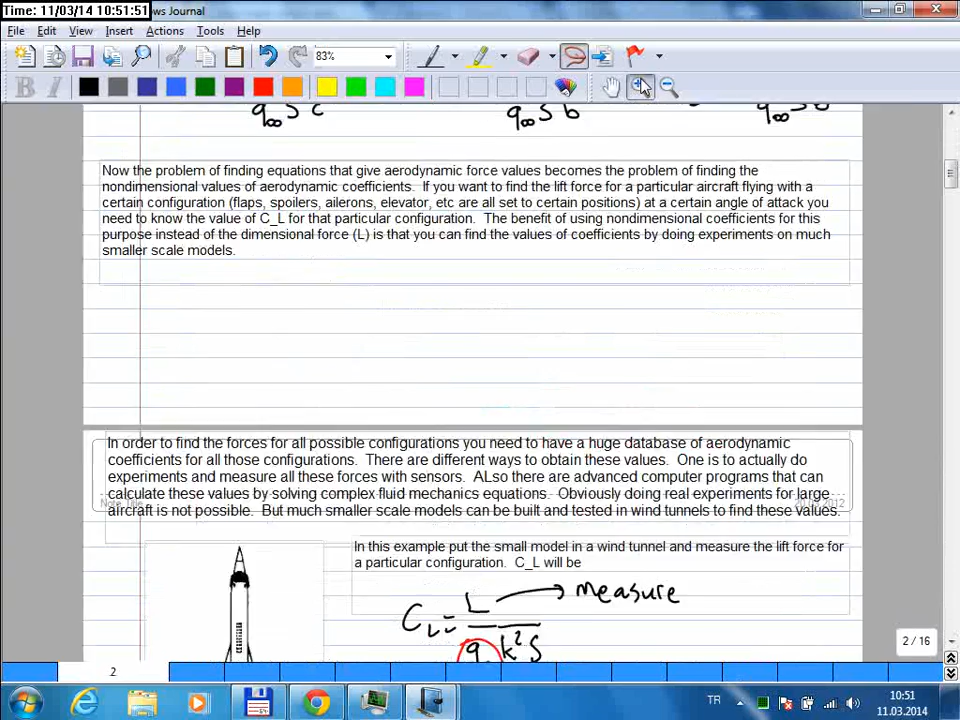 Time: 11/03/14 10:51:51
ws Journal
File Edit View Insert Actions Tools Help
83%
B I
q∞ S c
q∞ S b
q∞ S b
Now the problem of finding equations that give aerodynamic force values becomes the problem of finding the
nondimensional values of aerodynamic coefficients. If you want to find the lift force for a particular aircraft flying with a
certain configuration (flaps, spoilers, ailerons, elevator, etc are all set to certain positions) at a certain angle of attack you
need to know the value of C_L for that particular configuration. The benefit of using nondimensional coefficients for this
purpose instead of the dimensional force (L) is that you can find the values of coefficients by doing experiments on much
smaller scale models.
In order to find the forces for all possible configurations you need to have a huge database of aerodynamic
coefficients for all those configurations. There are different ways to obtain these values. One is to actually do
experiments and measure all these forces with sensors. ALso there are advanced computer programs that can
calculate these values by solving complex fluid mechanics equations. Obviously doing real experiments for large
Note Title 20.03.2012
aircraft is not possible. But much smaller scale models can be built and tested in wind tunnels to find these values.
In this example put the small model in a wind tunnel and measure the lift force for
a particular configuration. C_L will be
L → measure
C_L =
q k² S
2 / 16
2
TR
10:51
11.03.2014